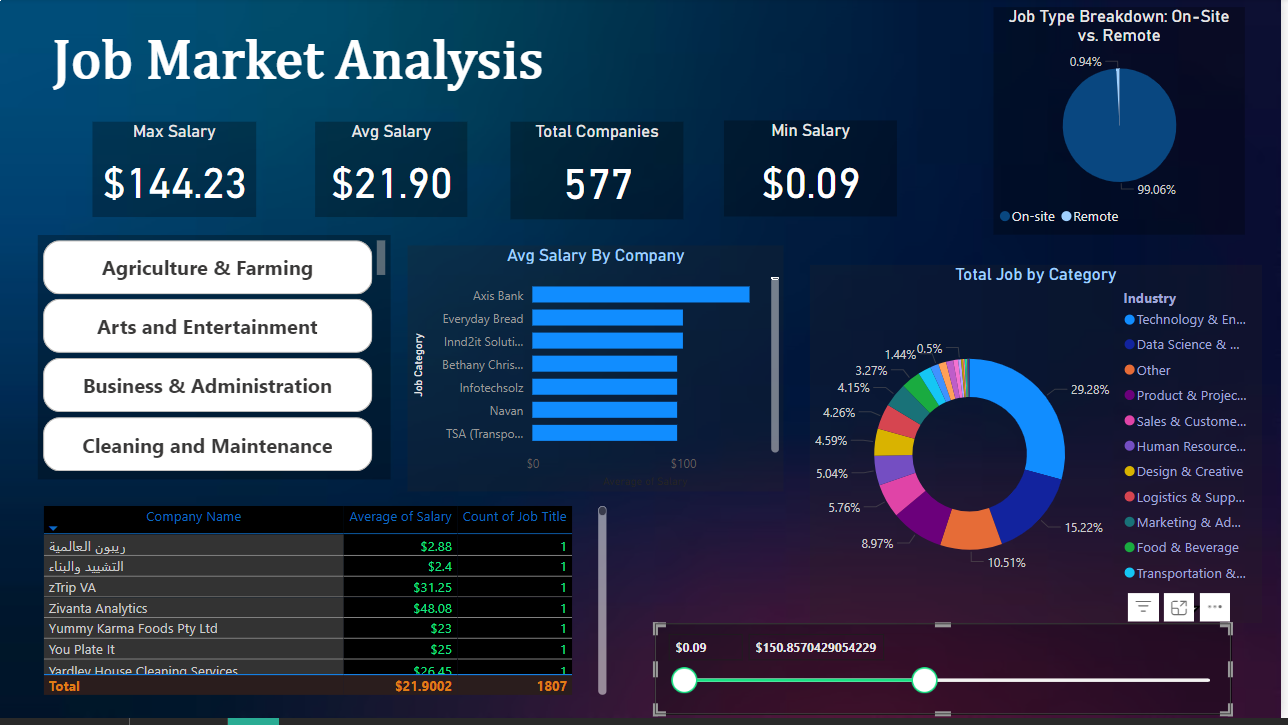 Job Market Analysis
Job Type Breakdown: On-Site
vs. Remote
0.94%
99.06%
On-site Remote
Max Salary
$144.23
Avg Salary
$21.90
Total Companies
577
Min Salary
$0.09
Agriculture & Farming
Arts and Entertainment
Business & Administration
Cleaning and Maintenance
Avg Salary By Company
Job Category
Axis Bank
Everyday Bread
Innd2it Soluti...
Bethany Chris...
Infotechsolz
Navan
TSA (Transpo...
$0 $100
Average of Salary
Total Job by Category
29.28%
15.22%
10.51%
8.97%
5.76%
5.04%
4.59%
4.26%
4.15%
3.27%
1.44%
0.5%
Industry
Technology & En...
Data Science & ...
Other
Product & Projec...
Sales & Custome...
Human Resource...
Design & Creative
Logistics & Supp...
Marketing & Ad...
Food & Beverage
Transportation &...
Company Name Average of Salary Count of Job Title
ريبون العالمية $2.88 1
التشييد والبناء $2.4 1
zTrip VA $31.25 1
Zivanta Analytics $48.08 1
Yummy Karma Foods Pty Ltd $23 1
You Plate It $25 1
Yardley House Cleaning Services $26.45 1
Total $21.9002 1807
$0.09 $150.8570429054229